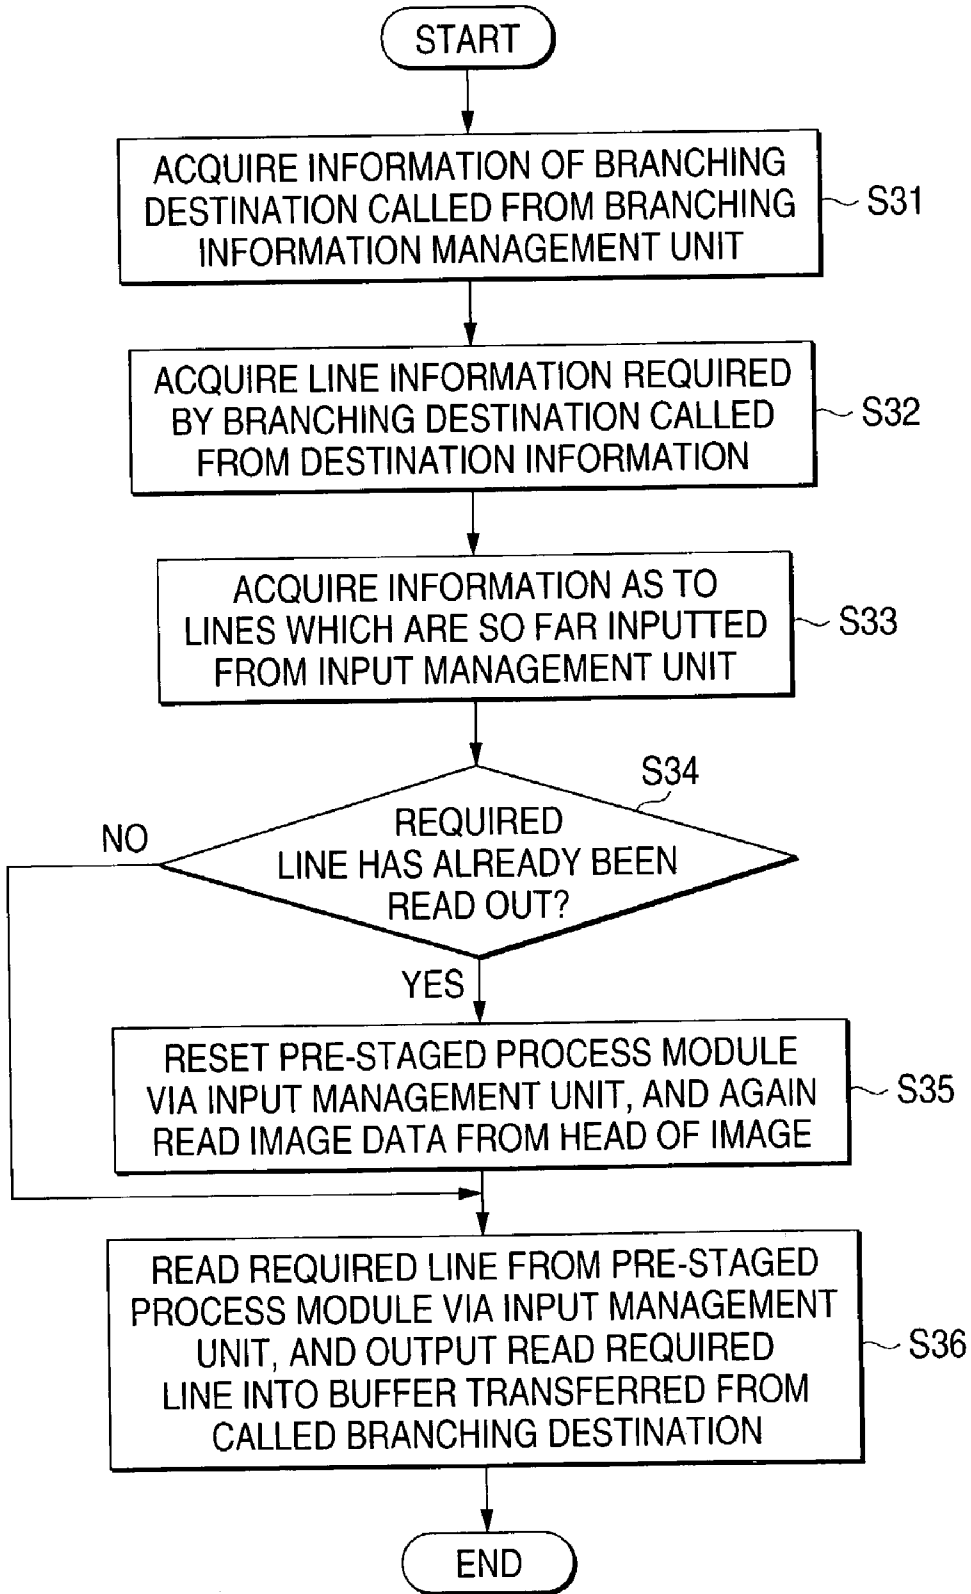 START
ACQUIRE INFORMATION OF BRANCHING
DESTINATION CALLED FROM BRANCHING
INFORMATION MANAGEMENT UNIT
S31
ACQUIRE LINE INFORMATION REQUIRED
BY BRANCHING DESTINATION CALLED
FROM DESTINATION INFORMATION
S32
ACQUIRE INFORMATION AS TO
LINES WHICH ARE SO FAR INPUTTED
FROM INPUT MANAGEMENT UNIT
S33
S34
NO
REQUIRED
LINE HAS ALREADY BEEN
READ OUT?
YES
RESET PRE-STAGED PROCESS MODULE
VIA INPUT MANAGEMENT UNIT, AND AGAIN
READ IMAGE DATA FROM HEAD OF IMAGE
S35
READ REQUIRED LINE FROM PRE-STAGED
PROCESS MODULE VIA INPUT MANAGEMENT
UNIT, AND OUTPUT READ REQUIRED
LINE INTO BUFFER TRANSFERRED FROM
CALLED BRANCHING DESTINATION
S36
END